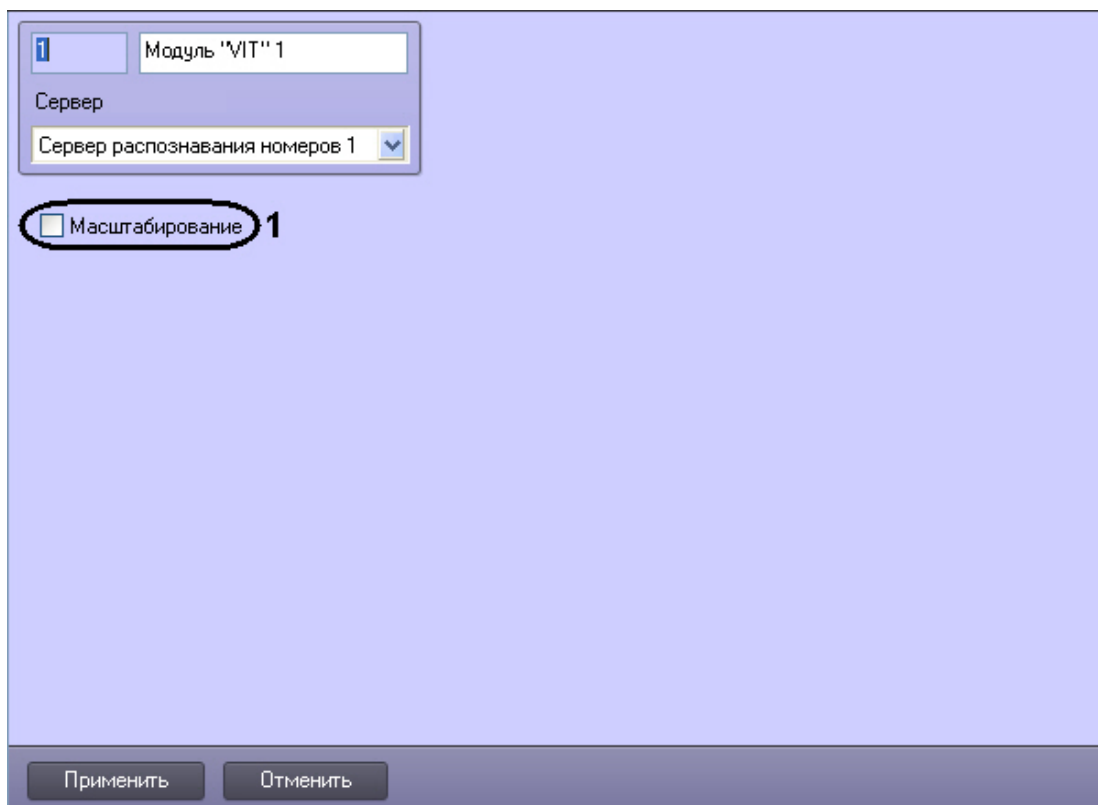 1 Модуль "VIT" 1
Сервер
Сервер распознавания номеров 1
Масштабирование 1
Применить Отменить